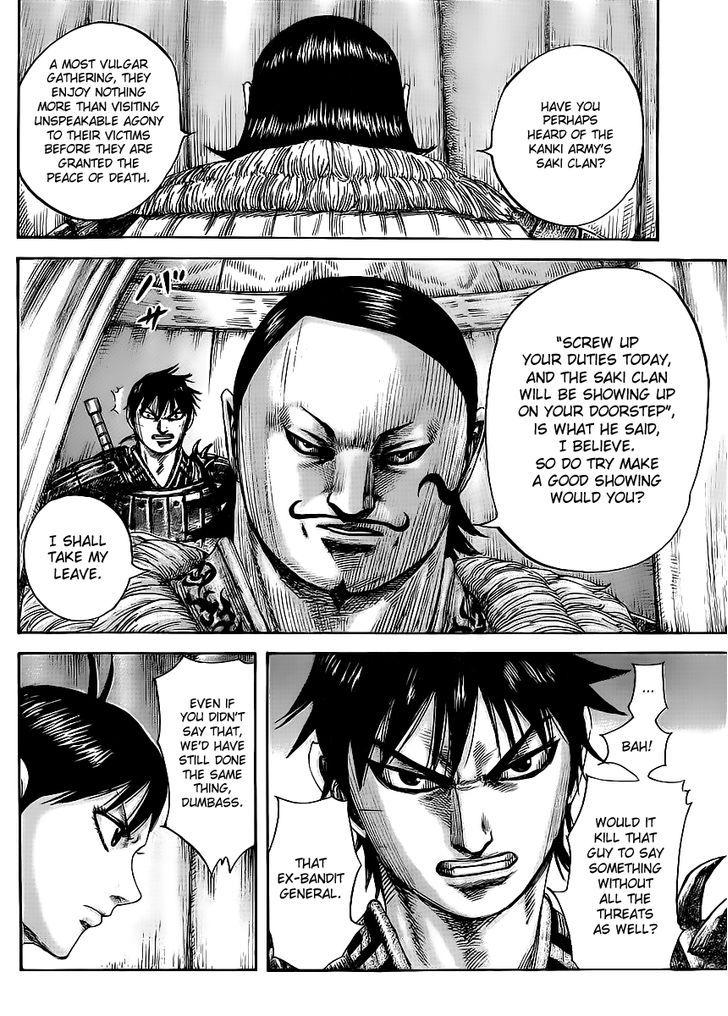 HAVE YOU
PERHAPS
HEARD OF THE
KANKI ARMY'S
SAKI CLAN?
A MOST VULGAR
GATHERING, THEY
ENJOY NOTHING
MORE THAN VISITING
UNSPEAKABLE AGONY
TO THEIR VICTIMS
BEFORE THEY ARE
GRANTED THE
PEACE OF DEATH.
"SCREW UP
YOUR DUTIES TODAY,
AND THE SAKI CLAN
WILL BE SHOWING UP
ON YOUR DOORSTEP",
IS WHAT HE SAID,
I BELIEVE.
SO DO TRY MAKE
A GOOD SHOWING
WOULD YOU?
I SHALL
TAKE MY
LEAVE.
...
BAH!
WOULD IT
KILL THAT
GUY TO SAY
SOMETHING
WITHOUT
ALL THE
THREATS
AS WELL?
THAT
EX-BANDIT
GENERAL.
EVEN IF
YOU DIDN'T
SAY THAT,
WE'D HAVE
STILL DONE
THE SAME
THING,
DUMBASS.